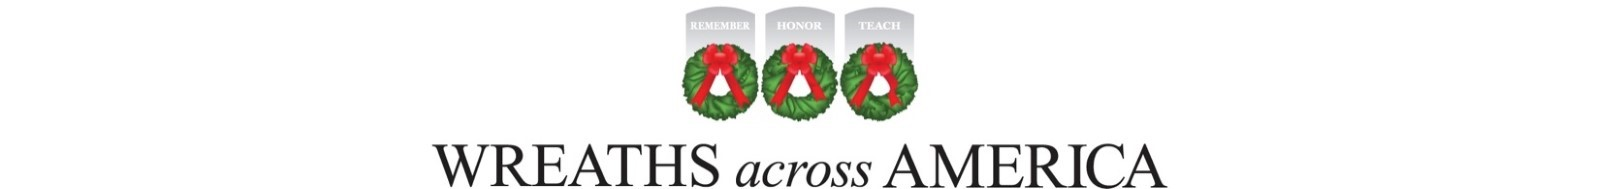 REMEMBER HONOR TEACH
WREATHS across AMERICA